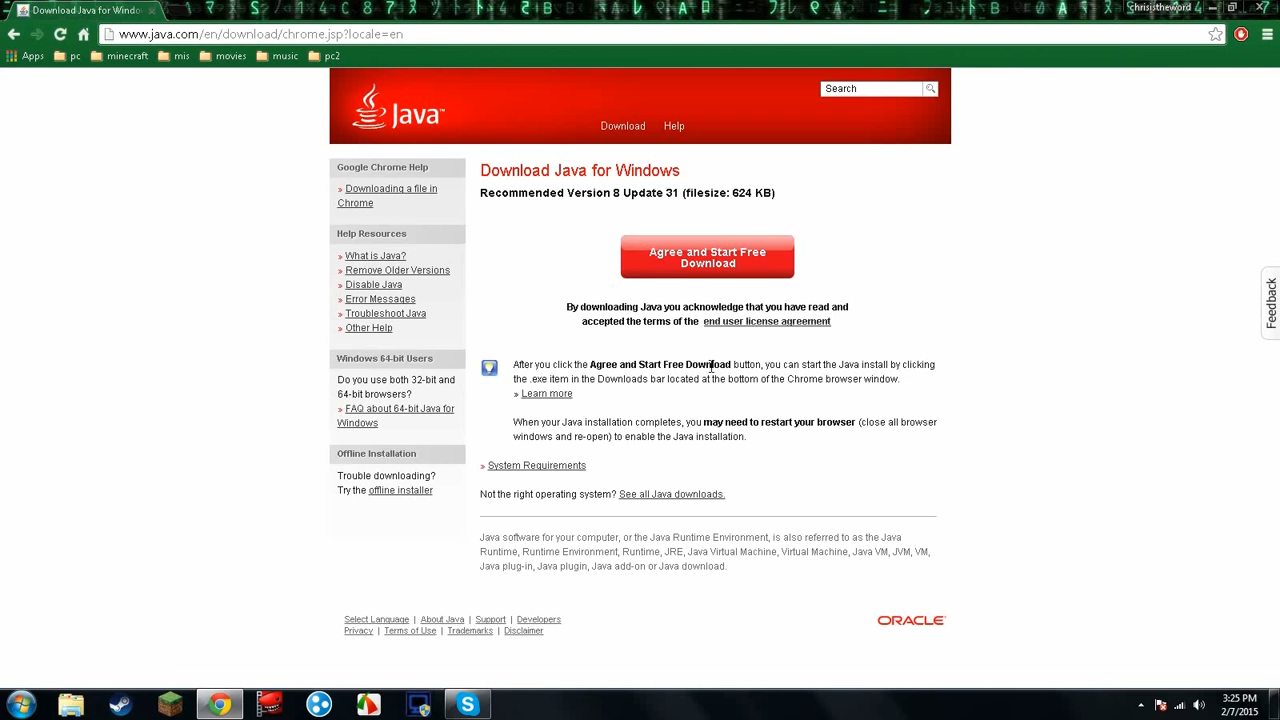 Download Java for Windo
chrisistheword
www.java.com/en/download/chrome.jsp?locale=en
Apps pc minecraft mis movies music pc2
Java™
Search
Download Help
Google Chrome Help
» Downloading a file in
Chrome
Help Resources
» What is Java?
» Remove Older Versions
» Disable Java
» Error Messages
» Troubleshoot Java
» Other Help
Windows 64-bit Users
Do you use both 32-bit and
64-bit browsers?
» FAQ about 64-bit Java for
Windows
Offline Installation
Trouble downloading?
Try the offline installer
Download Java for Windows
Recommended Version 8 Update 31 (filesize: 624 KB)
Agree and Start Free
Download
By downloading Java you acknowledge that you have read and
accepted the terms of the end user license agreement
After you click the Agree and Start Free Download button, you can start the Java install by clicking
the .exe item in the Downloads bar located at the bottom of the Chrome browser window.
» Learn more
When your Java installation completes, you may need to restart your browser (close all browser
windows and re-open) to enable the Java installation.
» System Requirements
Not the right operating system? See all Java downloads.
Java software for your computer, or the Java Runtime Environment, is also referred to as the Java
Runtime, Runtime Environment, Runtime, JRE, Java Virtual Machine, Virtual Machine, Java VM, JVM, VM,
Java plug-in, Java plugin, Java add-on or Java download.
Select Language | About Java | Support | Developers
Privacy | Terms of Use | Trademarks | Disclaimer
ORACLE
Feedback
3:25 PM
2/7/2015